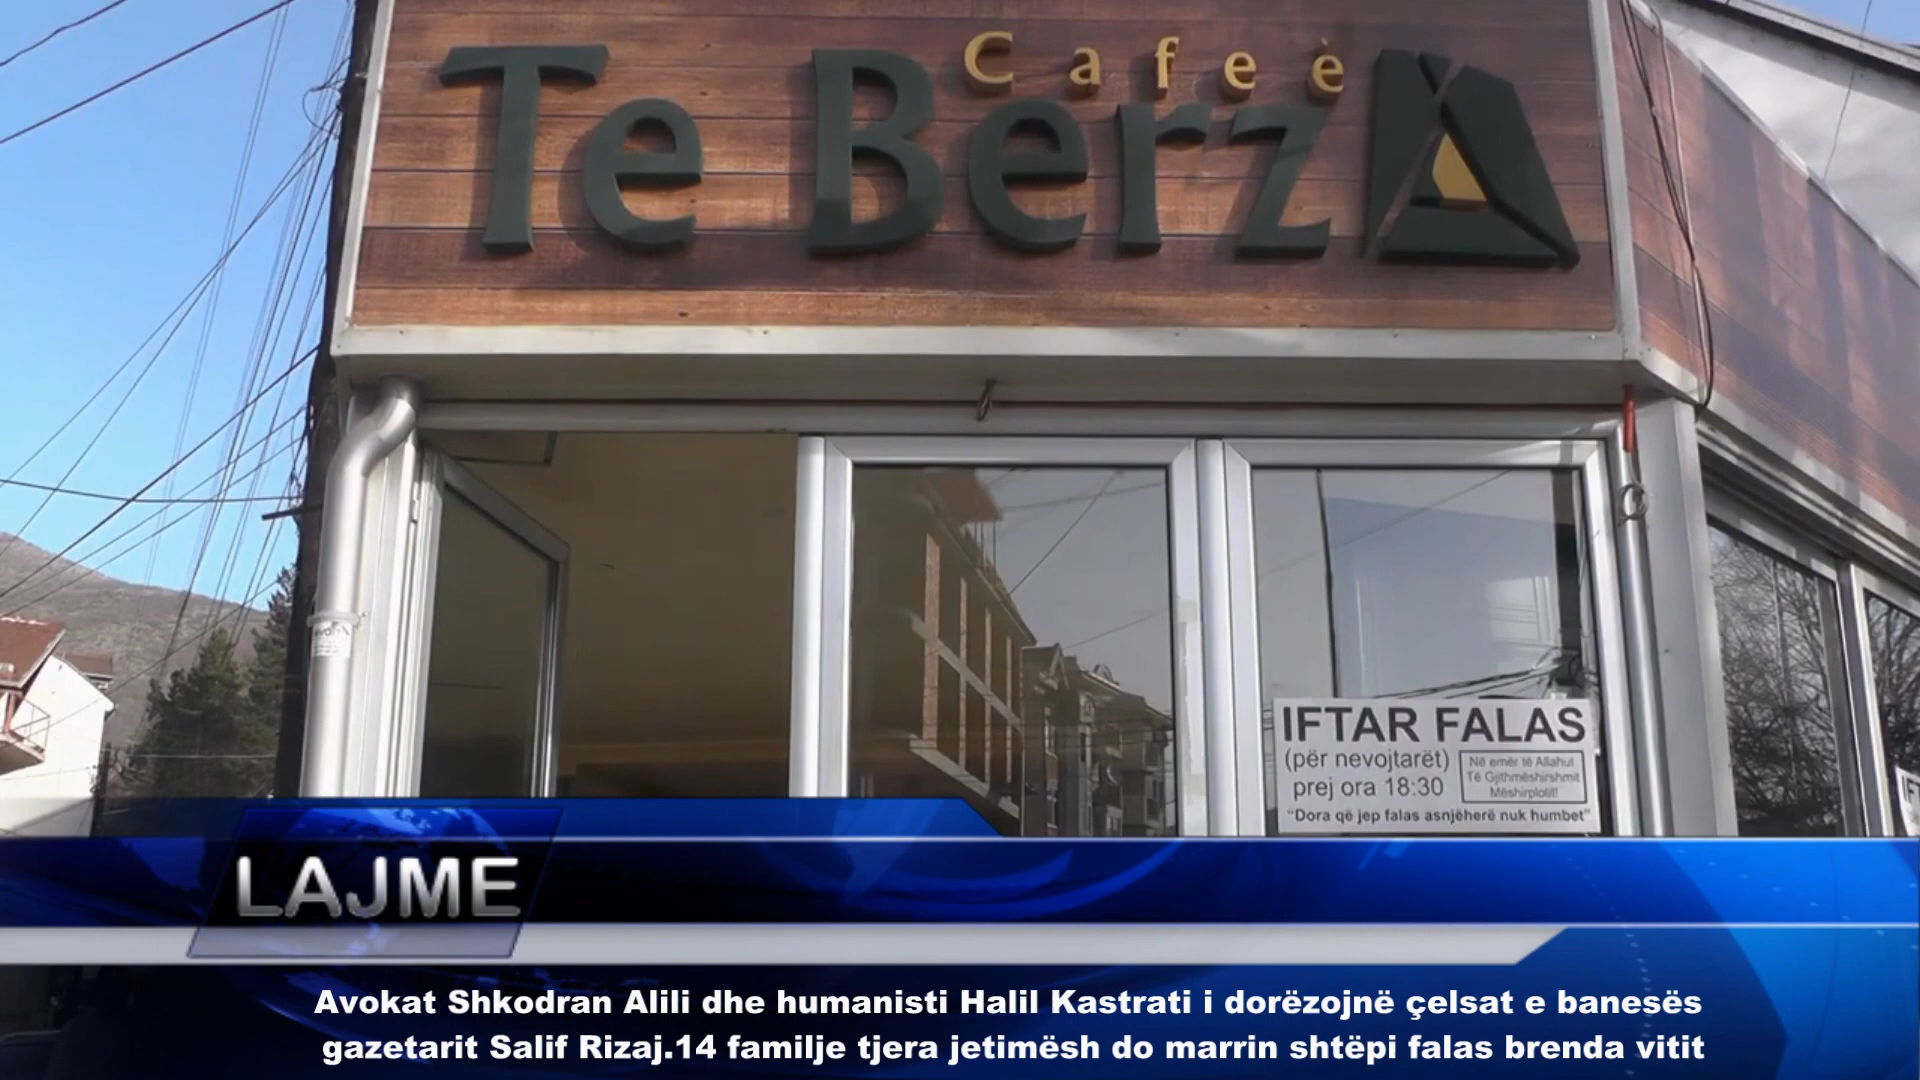 Cafeè
Te BerzA
IFTAR FALAS
(për nevojtarët)
prej ora 18:30
Në emër të Allahut
Të Gjithmëshirshmit
Mëshirplotit!
"Dora që jep falas asnjëherë nuk humbet"
LAJME
Avokat Shkodran Alili dhe humanisti Halil Kastrati i dorëzojnë çelsat e banesës
gazetarit Salif Rizaj.14 familje tjera jetimësh do marrin shtëpi falas brenda vitit